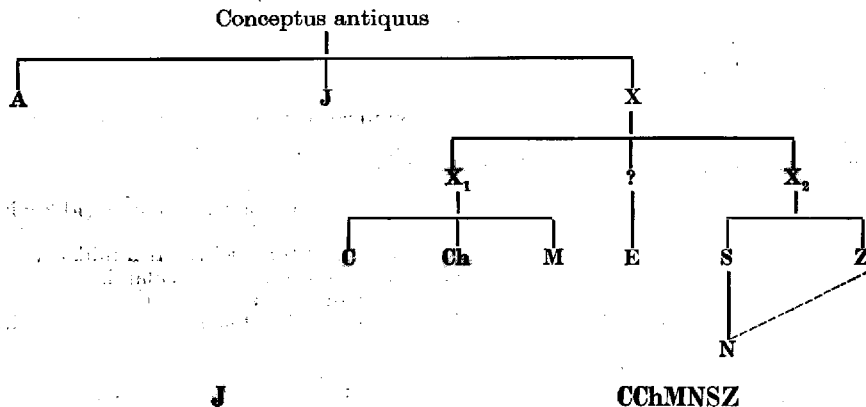 Conceptus antiquus
A J X
X₁ ? X₂
C Ch M E S Z
N
J CChMNSZ